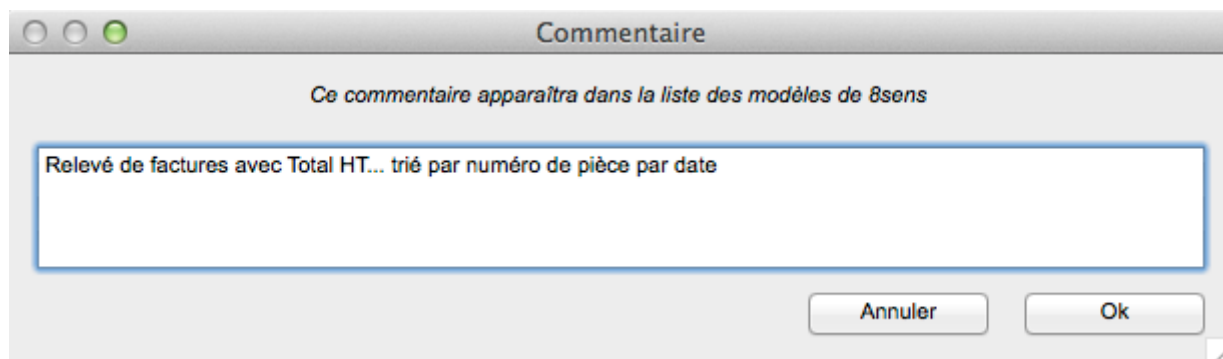 Commentaire
Ce commentaire apparaîtra dans la liste des modèles de 8sens
Relevé de factures avec Total HT... trié par numéro de pièce par date
Annuler
Ok